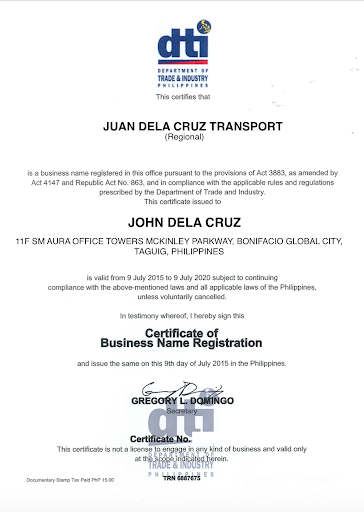 dti
DEPARTMENT OF
TRADE & INDUSTRY
PHILIPPINES
This certifies that
JUAN DELA CRUZ TRANSPORT
(Regional)
is a business name registered in this office pursuant to the provisions of Act 3883, as amended by
Act 4147 and Republic Act No. 863, and in compliance with the applicable rules and regulations
prescribed by the Department of Trade and Industry.
This certificate issued to
JOHN DELA CRUZ
11F SM AURA OFFICE TOWERS MCKINLEY PARKWAY, BONIFACIO GLOBAL CITY,
TAGUIG, PHILIPPINES
is valid from 9 July 2015 to 9 July 2020 subject to continuing
compliance with the above-mentioned laws and all applicable laws of the Philippines,
unless voluntarily cancelled.
In testimony whereof, I hereby sign this
Certificate of
Business Name Registration
and issue the same on this 9th day of July 2015 in the Philippines.
GREGORY L. DOMINGO
Secretary
dti
Certificate No.
This certificate is not a license to engage in any kind of business and valid only
at the scope indicated herein.
DEPARTMENT OF
TRADE & INDUSTRY
PHILIPPINES
Documentary Stamp Tax Paid PhP 15.00
TRN 6887675